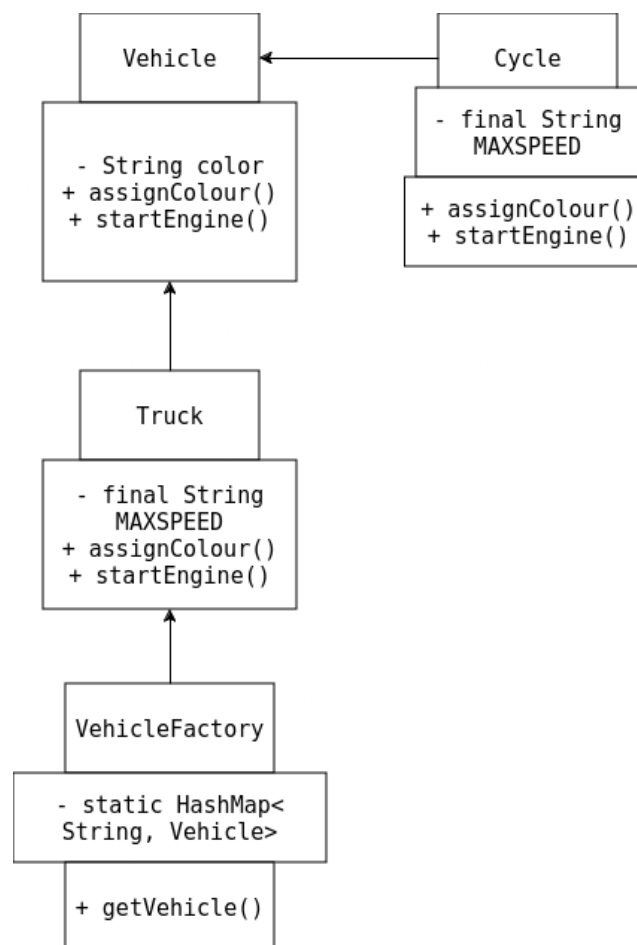 Vehicle
- String color
+ assignColour()
+ startEngine()
Cycle
- final String
MAXSPEED
+ assignColour()
+ startEngine()
Truck
- final String
MAXSPEED
+ assignColour()
+ startEngine()
VehicleFactory
- static HashMap<
String, Vehicle>
+ getVehicle()